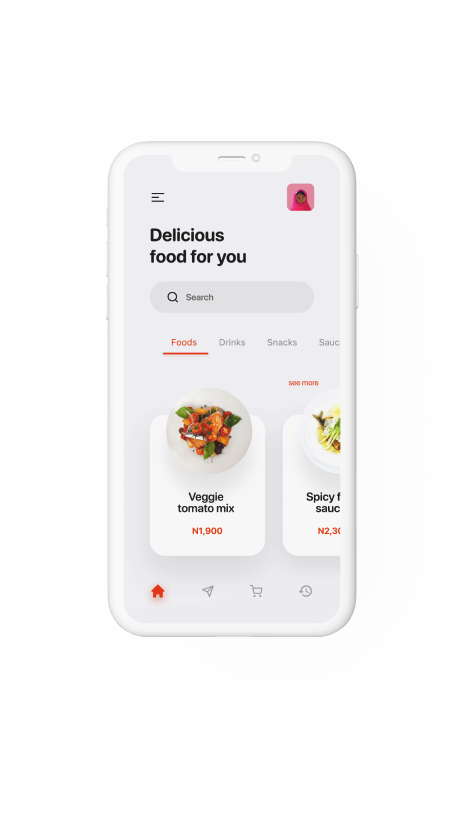 Delicious
food for you
Search
Foods Drinks Snacks Sauc
see more
Veggie
tomato mix
N1,900
Spicy f
sauc
N2,30